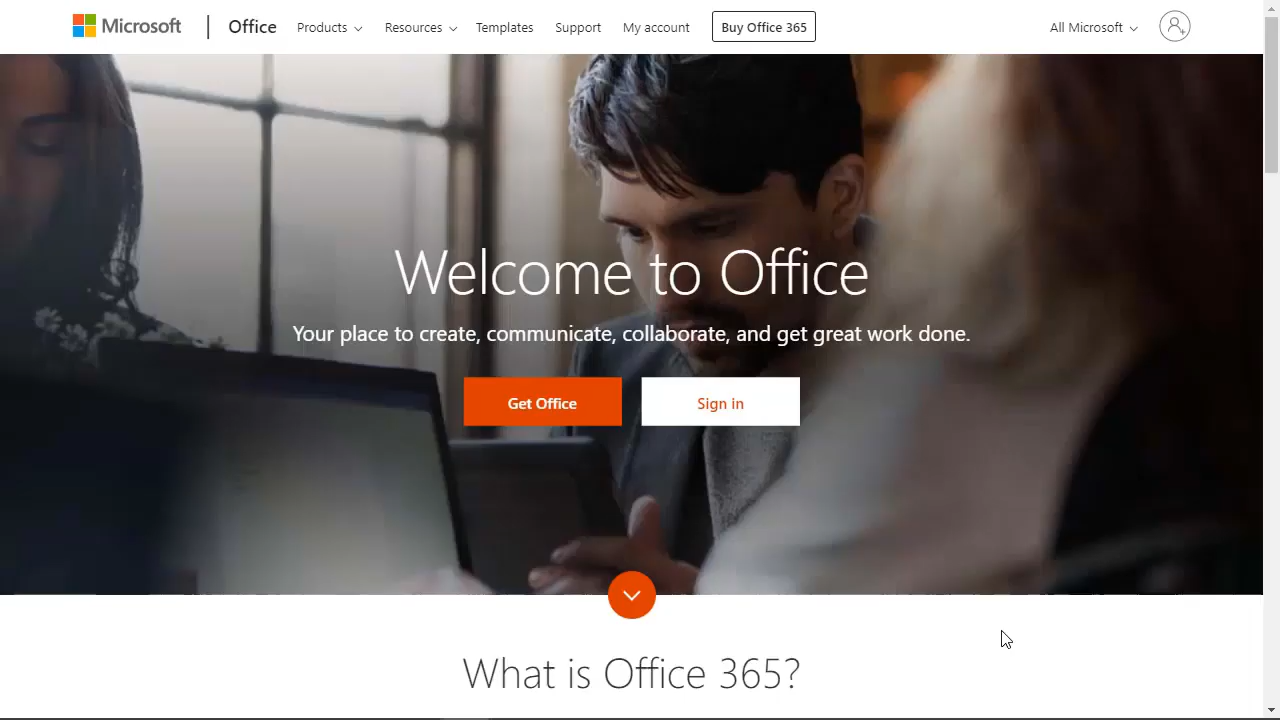 Microsoft Office Products Resources Templates Support My account Buy Office 365 All Microsoft
Welcome to Office
Your place to create, communicate, collaborate, and get great work done.
Get Office Sign in
What is Office 365?